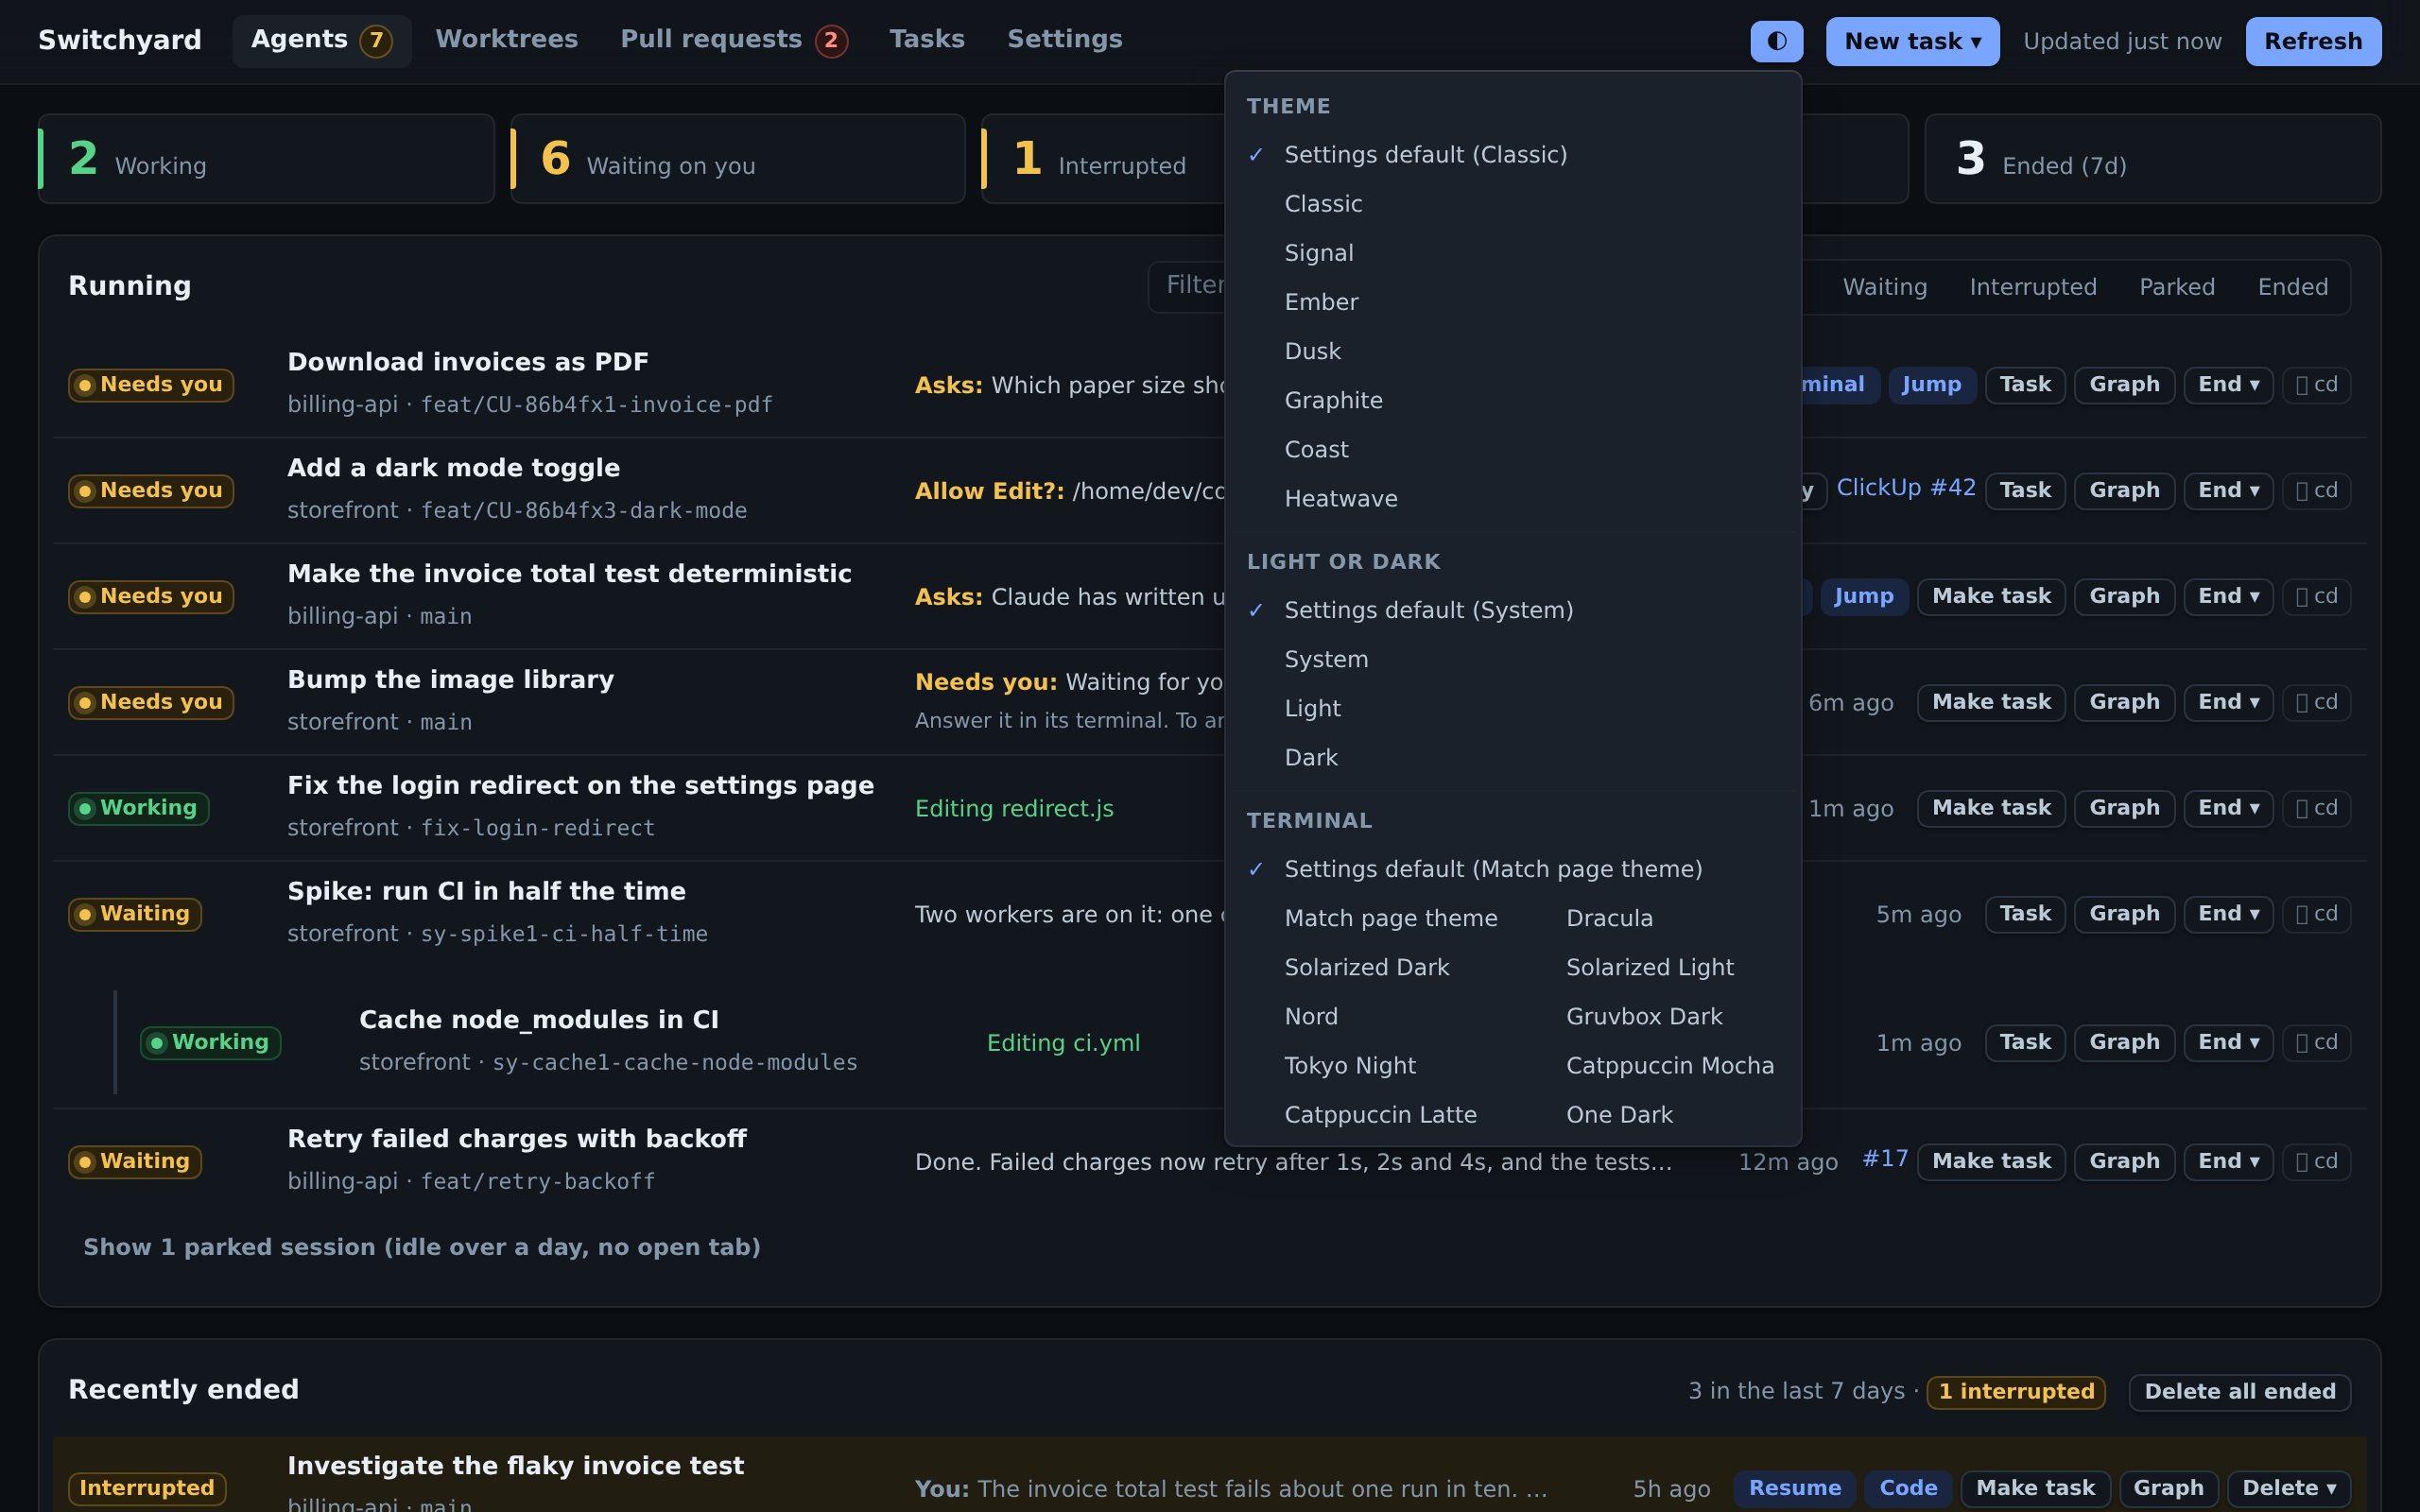 Switchyard Agents 7 Worktrees Pull requests 2 Tasks Settings New task ▾ Updated just now Refresh
2 Working 6 Waiting on you 1 Interrupted 3 Ended (7d)
THEME
✓ Settings default (Classic)
Classic
Signal
Ember
Dusk
Graphite
Coast
Heatwave
LIGHT OR DARK
✓ Settings default (System)
System
Light
Dark
TERMINAL
✓ Settings default (Match page theme)
Match page theme Dracula
Solarized Dark Solarized Light
Nord Gruvbox Dark
Tokyo Night Catppuccin Mocha
Catppuccin Latte One Dark
Running Filter Waiting Interrupted Parked Ended
Needs you Download invoices as PDF Asks: Which paper size Jump Task Graph End ▾ cd
billing-api · feat/CU-86b4fx1-invoice-pdf
Needs you Add a dark mode toggle Allow Edit?: ClickUp #42 Task Graph End ▾ cd
storefront · feat/CU-86b4fx3-dark-mode
Needs you Make the invoice total test deterministic Asks: Claude has written Jump Make task Graph End ▾ cd
billing-api · main
Needs you Bump the image library Needs you: Waiting for 6m ago Make task Graph End ▾ cd
storefront · main Answer it in its terminal. To
Working Fix the login redirect on the settings page Editing redirect.js 1m ago Make task Graph End ▾ cd
storefront · fix-login-redirect
Waiting Spike: run CI in half the time Two workers are on it: one 5m ago Task Graph End ▾ cd
storefront · sy-spike1-ci-half-time
Working Cache node_modules in CI Editing ci.yml 1m ago Task Graph End ▾ cd
storefront · sy-cache1-cache-node-modules
Waiting Retry failed charges with backoff Done. Failed charges now retry after 1s, 2s and 4s, and the tests… 12m ago #17 Make task Graph End ▾ cd
billing-api · feat/retry-backoff
Show 1 parked session (idle over a day, no open tab)
Recently ended 3 in the last 7 days · 1 interrupted Delete all ended
Interrupted Investigate the flaky invoice test You: The invoice total test fails about one run in ten. … 5h ago Resume Code Make task Graph Delete ▾
billing-api · main